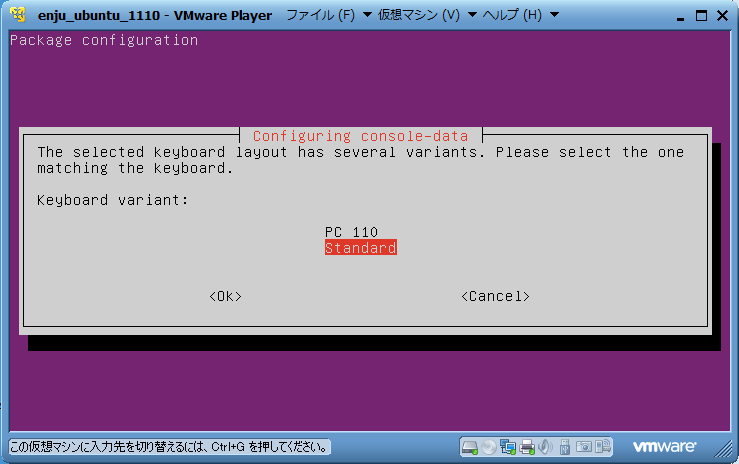 enju_ubuntu_1110 - VMware Player ファイル (F) ▼ 仮想マシン (V) ▼ ヘルプ (H) ▼
Package configuration
Configuring console-data
The selected keyboard layout has several variants. Please select the one
matching the keyboard.
Keyboard variant:
PC 110
Standard
<Ok> <Cancel>
この仮想マシンに入力先を切り替えるには、Ctrl+G を押してください。
vmware